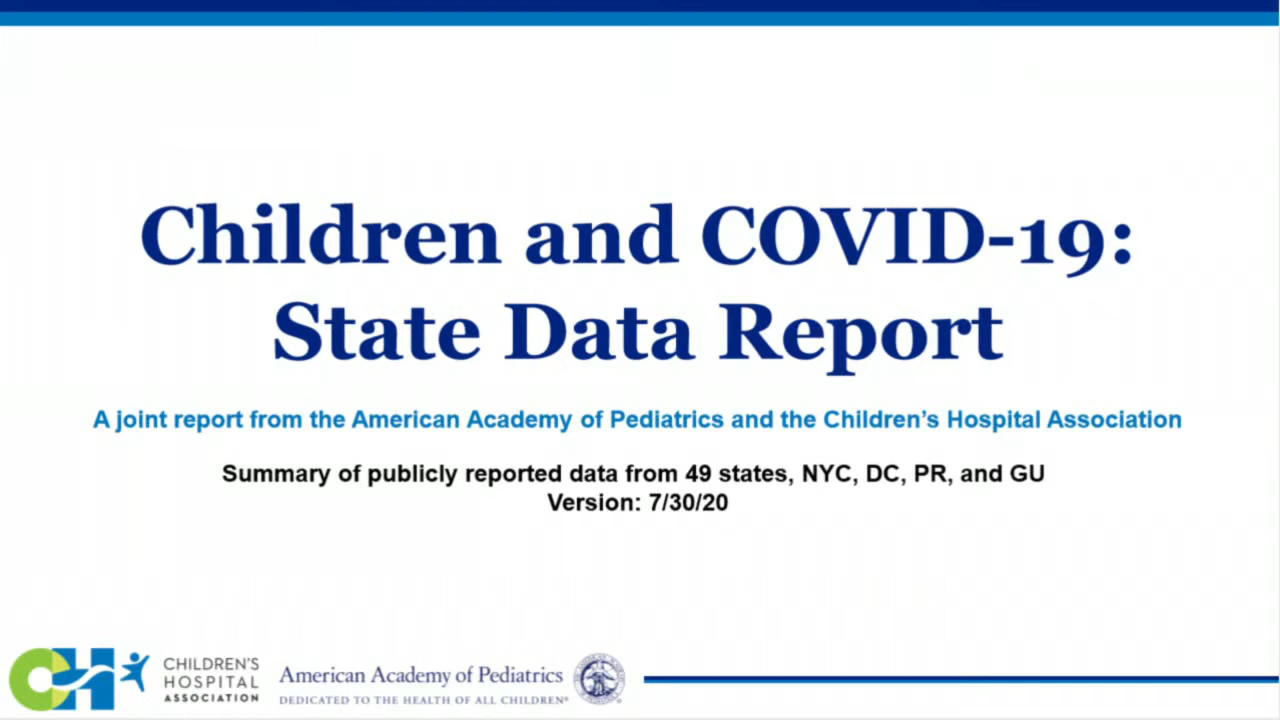 Children and COVID-19:
State Data Report
A joint report from the American Academy of Pediatrics and the Children's Hospital Association
Summary of publicly reported data from 49 states, NYC, DC, PR, and GU
Version: 7/30/20
CH
CHILDREN'S
HOSPITAL
ASSOCIATION
American Academy of Pediatrics
DEDICATED TO THE HEALTH OF ALL CHILDREN®